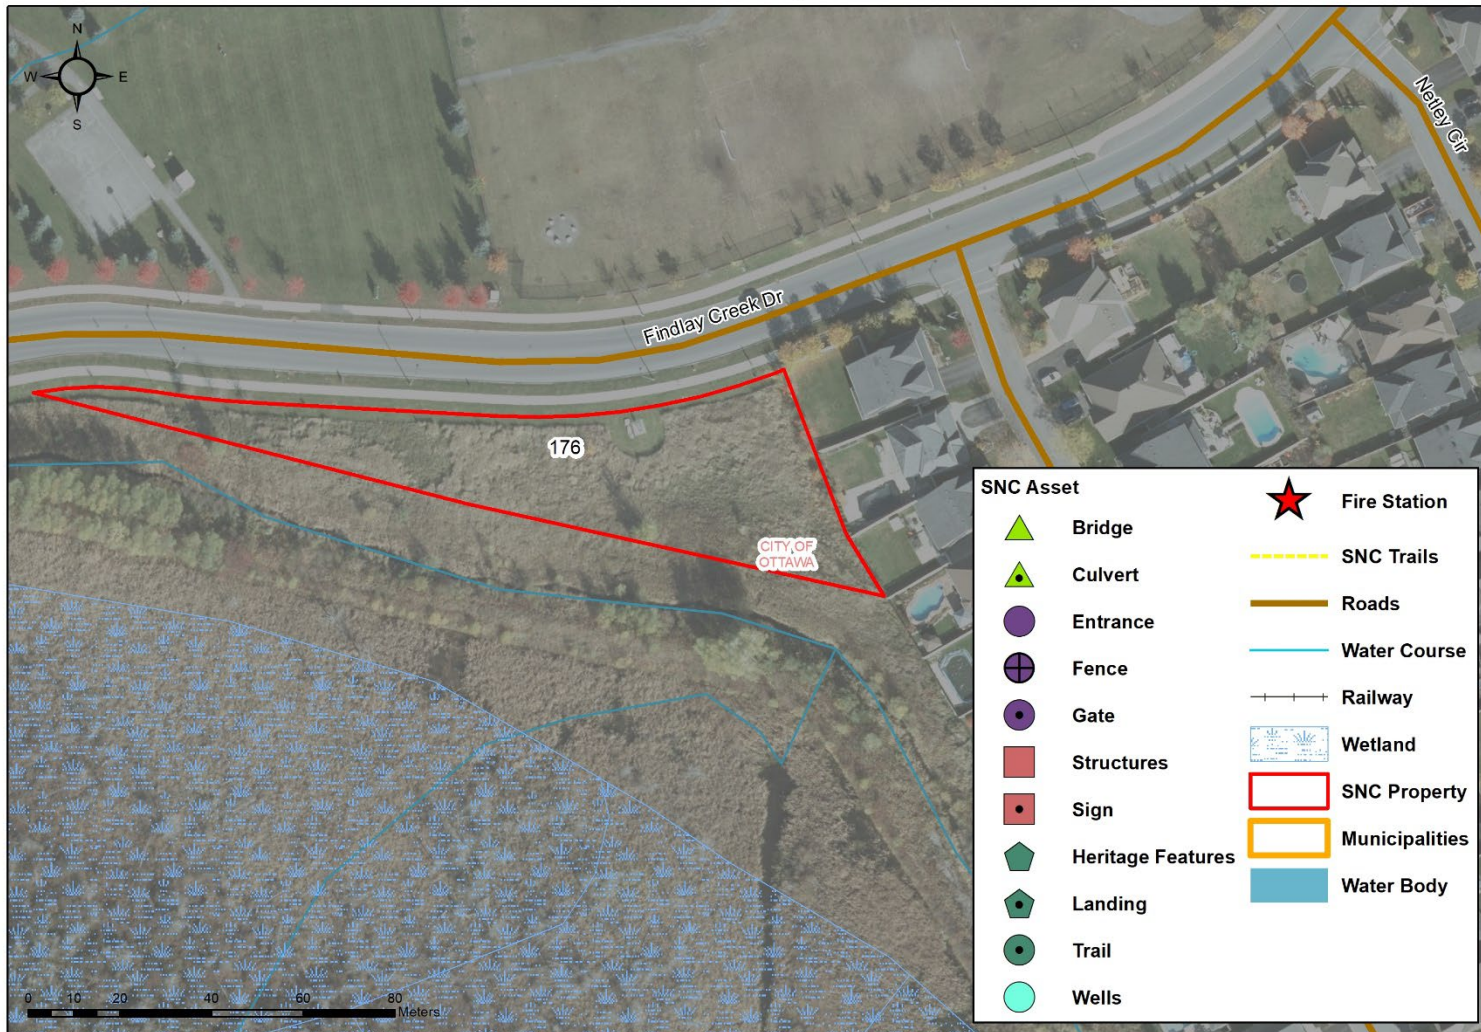 N
W E
S
Netley Cir
Findlay Creek Dr
176
CITY OF
OTTAWA
SNC Asset
Bridge
Culvert
Entrance
Fence
Gate
Structures
Sign
Heritage Features
Landing
Trail
Wells
Fire Station
SNC Trails
Roads
Water Course
Railway
Wetland
SNC Property
Municipalities
Water Body
0 10 20 40 60 80
Meters